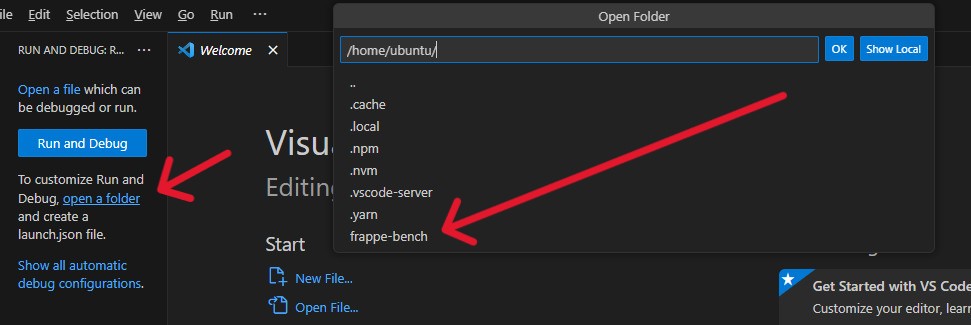 ile Edit Selection View Go Run ···
RUN AND DEBUG: R... ···
Welcome
Open a file which can
be debugged or run.
Run and Debug
To customize Run and
Debug, open a folder
and create a
launch.json file.
Show all automatic
debug configurations.
Open Folder
/home/ubuntu/
OK
Show Local
..
.cache
.local
.npm
.nvm
.vscode-server
.yarn
frappe-bench
Visu
Editing
Start
New File...
Open File...
Get Started with VS Code
Customize your editor, learn